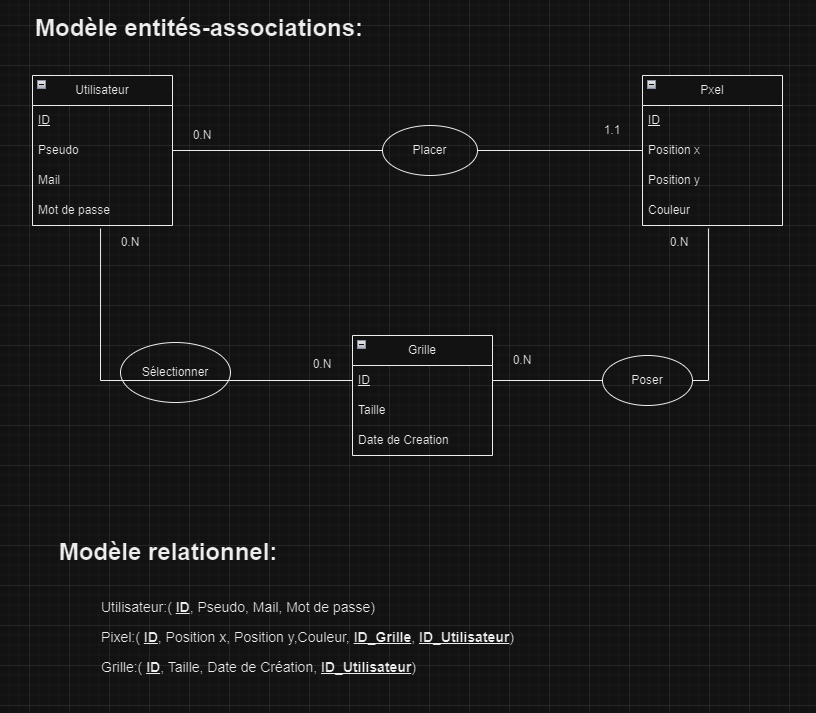 Modèle entités-associations:
Utilisateur
Pxel
ID
ID
0.N
1.1
Placer
Pseudo
Position x
Mail
Position y
Mot de passe
Couleur
0.N
0.N
Grille
0.N
0.N
Sélectionner
ID
Poser
Taille
Date de Creation
Modèle relationnel:
Utilisateur:( ID, Pseudo, Mail, Mot de passe)
Pixel:( ID, Position x, Position y,Couleur, ID_Grille, ID_Utilisateur)
Grille:( ID, Taille, Date de Création, ID_Utilisateur)